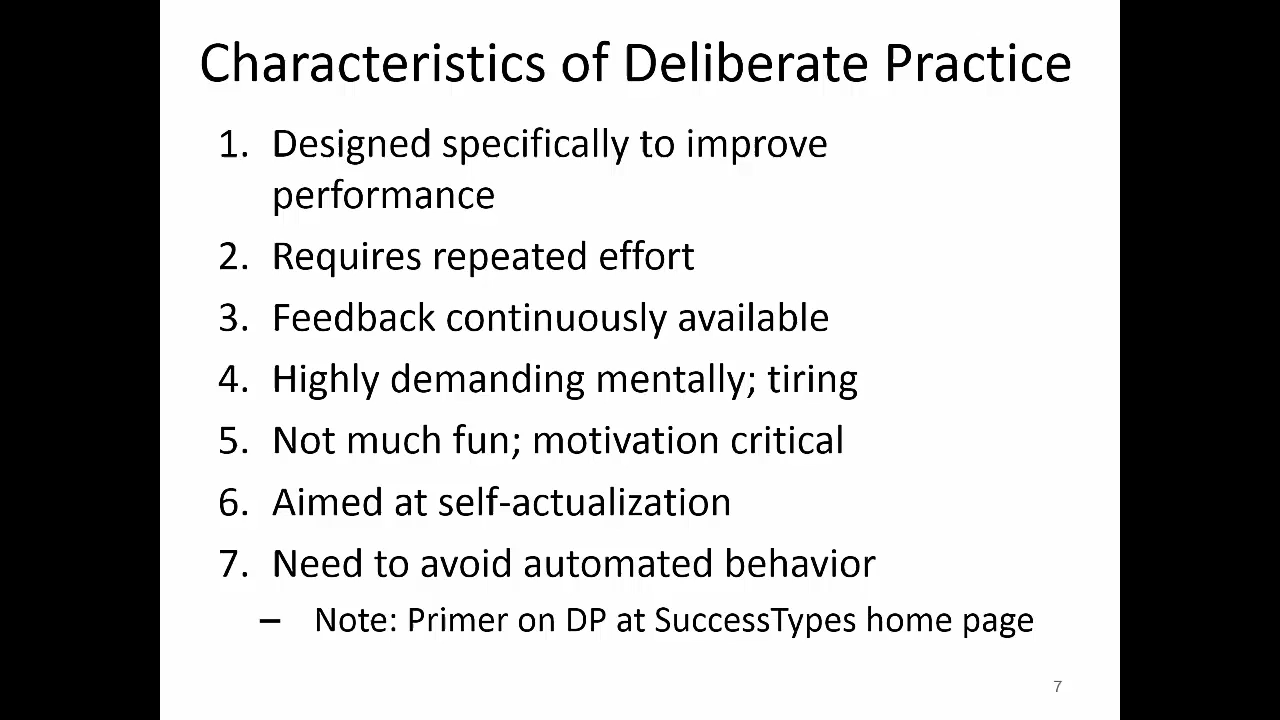 Characteristics of Deliberate Practice
1. Designed specifically to improve
performance
2. Requires repeated effort
3. Feedback continuously available
4. Highly demanding mentally; tiring
5. Not much fun; motivation critical
6. Aimed at self-actualization
7. Need to avoid automated behavior
– Note: Primer on DP at SuccessTypes home page
7